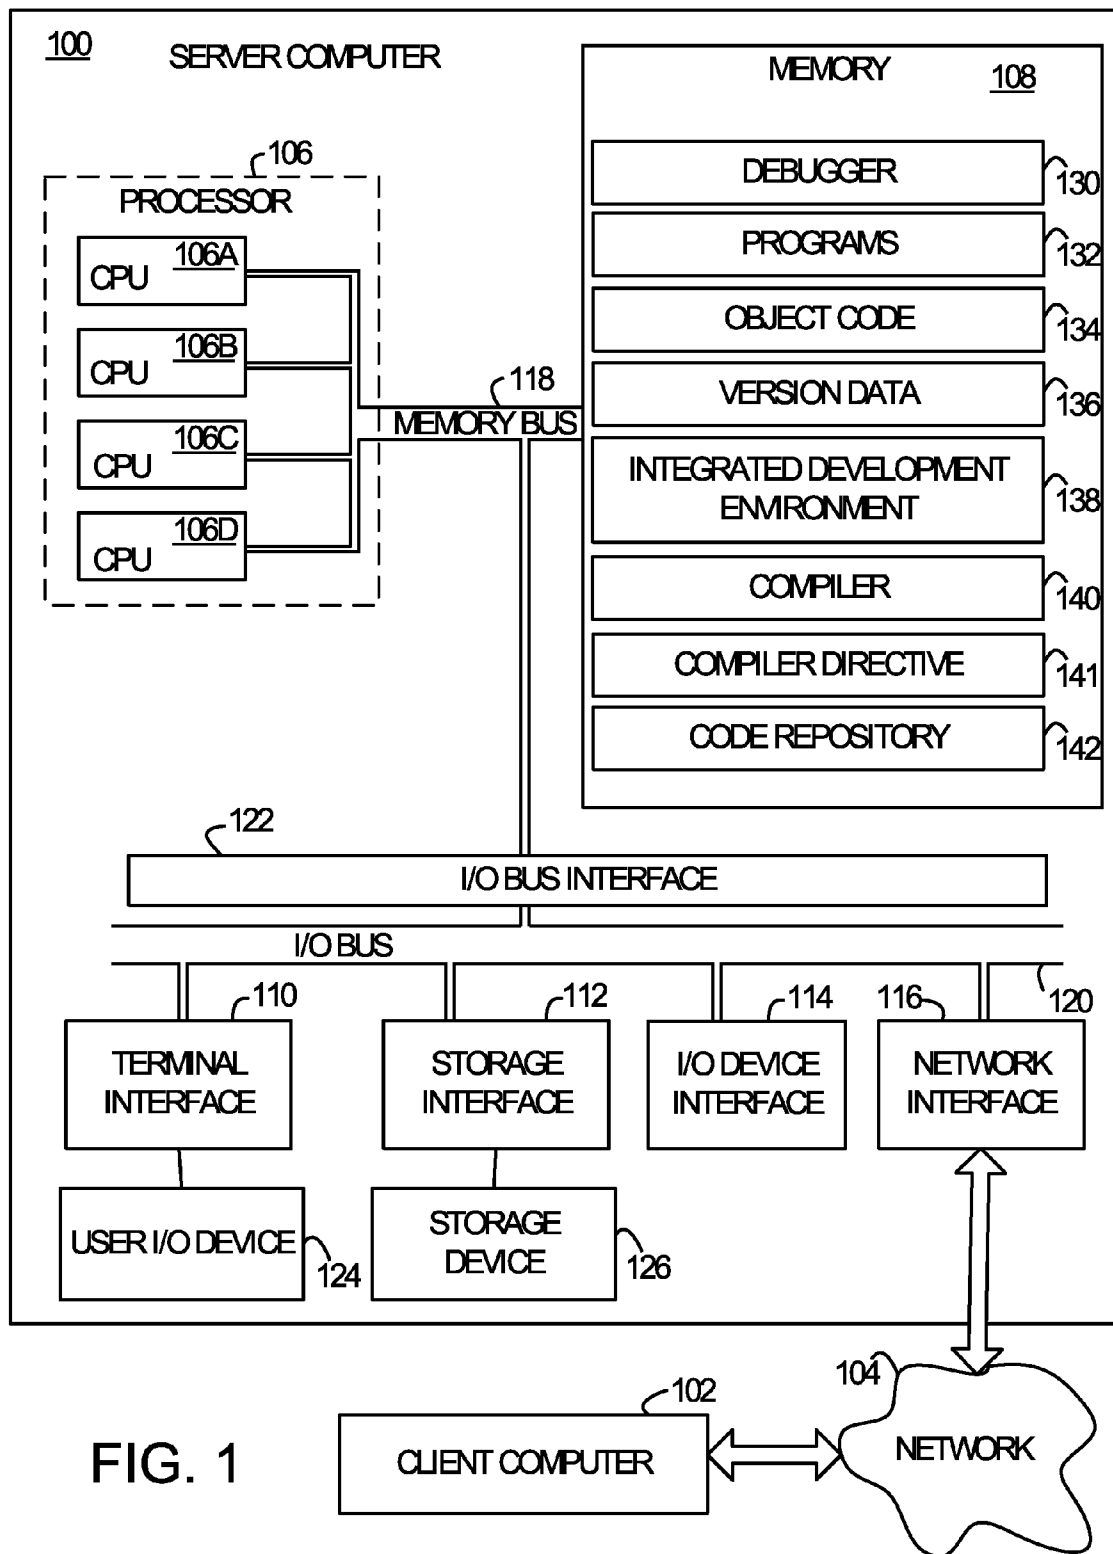 100
SERVER COMPUTER
MEMORY
108
106
PROCESSOR
CPU 106A
CPU 106B
CPU 106C
CPU 106D
118
MEMORY BUS
DEBUGGER
130
PROGRAMS
132
OBJECT CODE
134
VERSION DATA
136
INTEGRATED DEVELOPMENT
ENVIRONMENT
138
COMPILER
140
COMPILER DIRECTIVE
141
CODE REPOSITORY
142
122
I/O BUS INTERFACE
I/O BUS
120
110
TERMINAL
INTERFACE
112
STORAGE
INTERFACE
114
I/O DEVICE
INTERFACE
116
NETWORK
INTERFACE
USER I/O DEVICE
124
STORAGE
DEVICE
126
104
NETWORK
102
CLIENT COMPUTER
FIG. 1